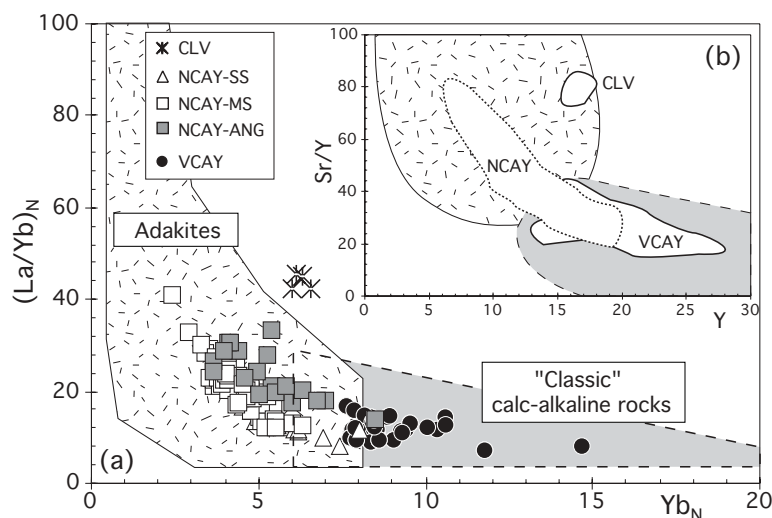 100
80
60
40
20
0
(La/Yb)N
CLV
NCAY-SS
NCAY-MS
NCAY-ANG
VCAY
Adakites
(a)
"Classic"
calc-alkaline rocks
0
5
10
15
20
YbN
(b)
100
80
60
40
20
0
Sr/Y
CLV
NCAY
VCAY
0
5
10
15
20
25
30
Y